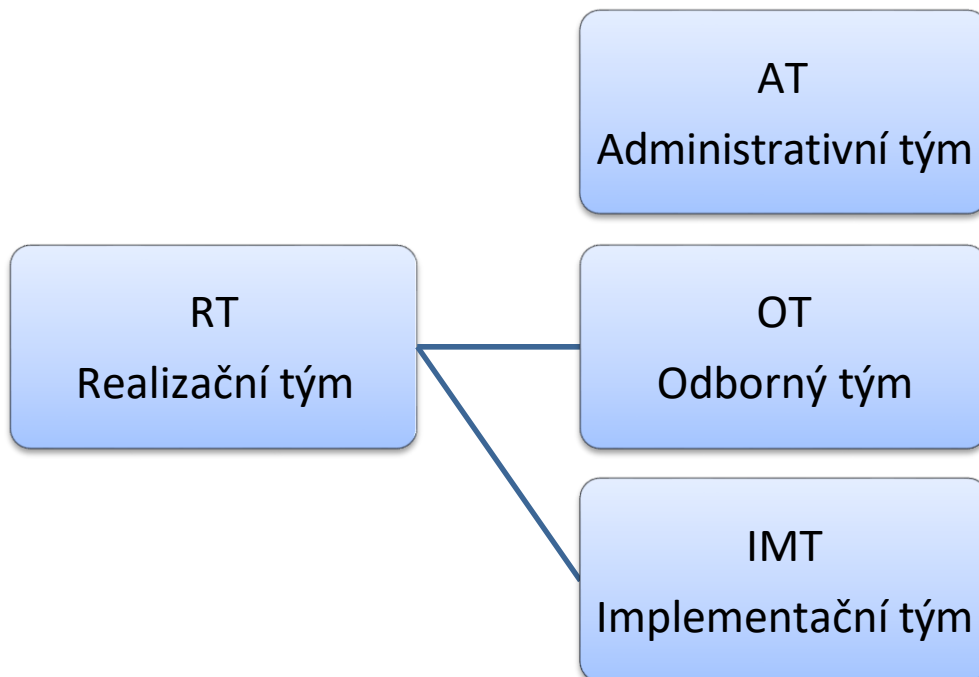 AT
Administrativní tým
RT
Realizační tým
OT
Odborný tým
IMT
Implementační tým